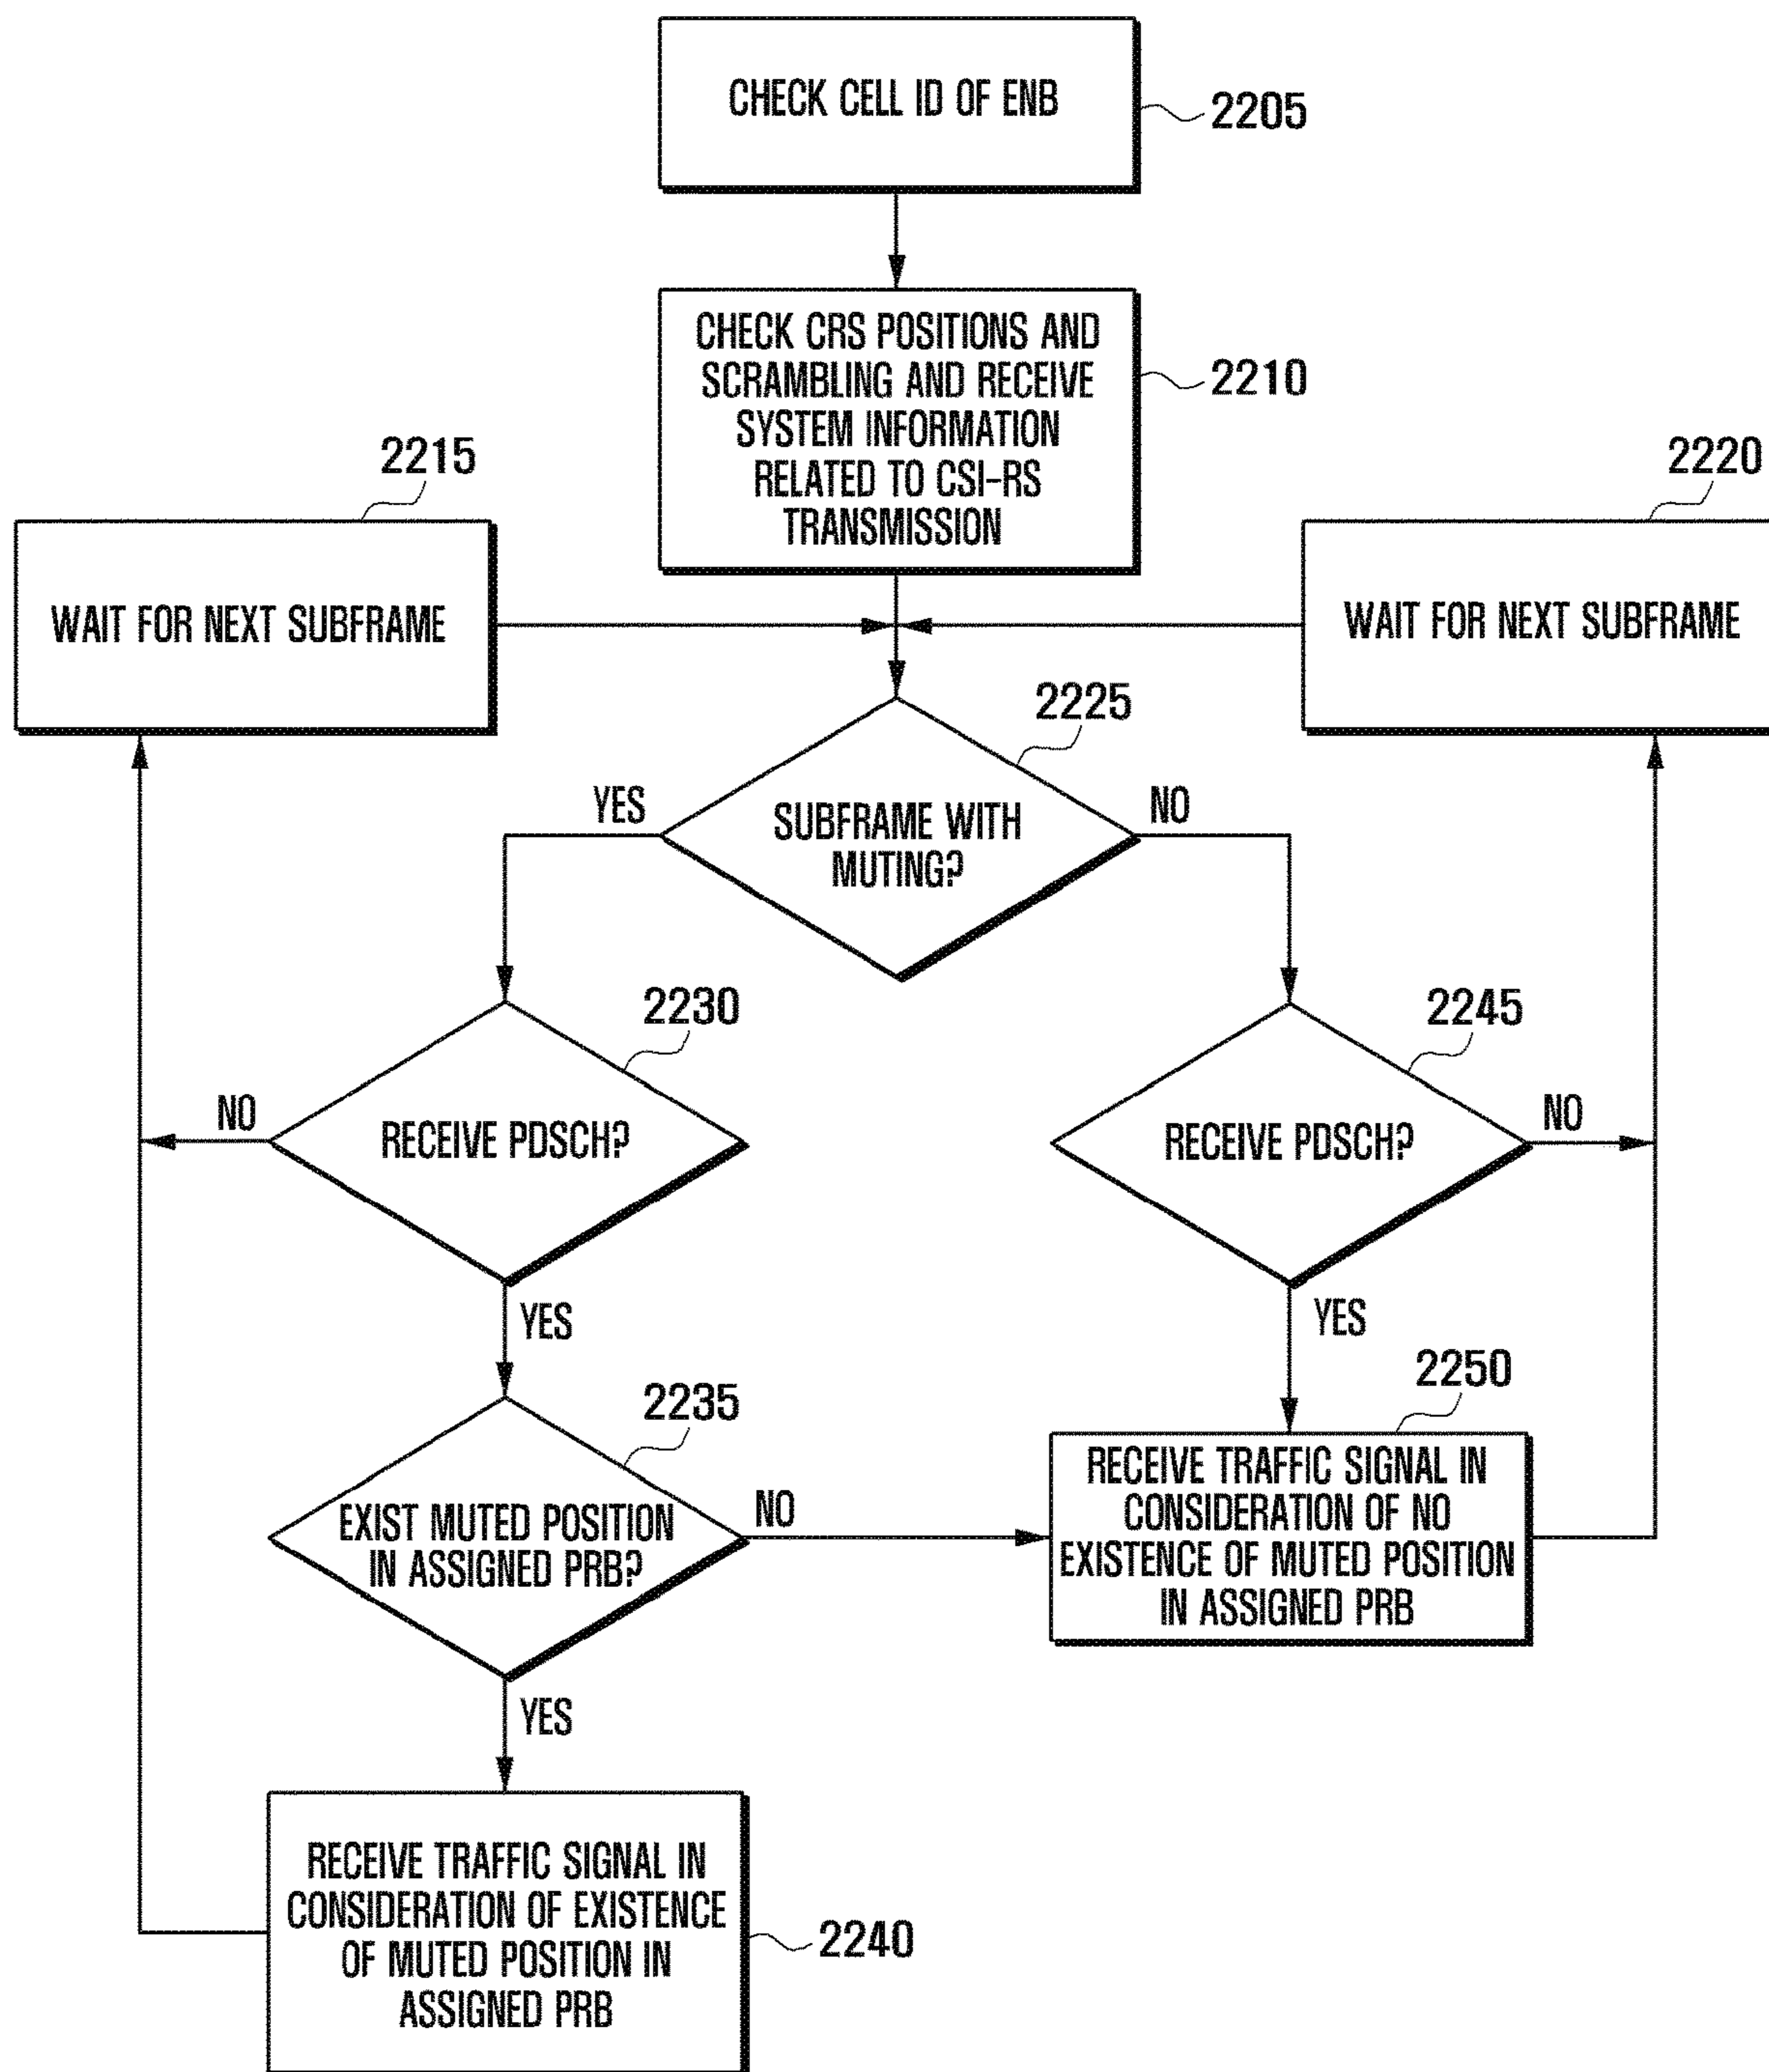 CHECK CELL ID OF ENB
2205
CHECK CRS POSITIONS AND
SCRAMBLING AND RECEIVE
SYSTEM INFORMATION
RELATED TO CSI-RS
TRANSMISSION
2210
2215
WAIT FOR NEXT SUBFRAME
2220
WAIT FOR NEXT SUBFRAME
2225
SUBFRAME WITH
MUTING?
YES
NO
2230
RECEIVE PDSCH?
NO
YES
2245
RECEIVE PDSCH?
NO
YES
2235
EXIST MUTED POSITION
IN ASSIGNED PRB?
NO
YES
2250
RECEIVE TRAFFIC SIGNAL IN
CONSIDERATION OF NO
EXISTENCE OF MUTED POSITION
IN ASSIGNED PRB
RECEIVE TRAFFIC SIGNAL IN
CONSIDERATION OF EXISTENCE
OF MUTED POSITION IN
ASSIGNED PRB
2240